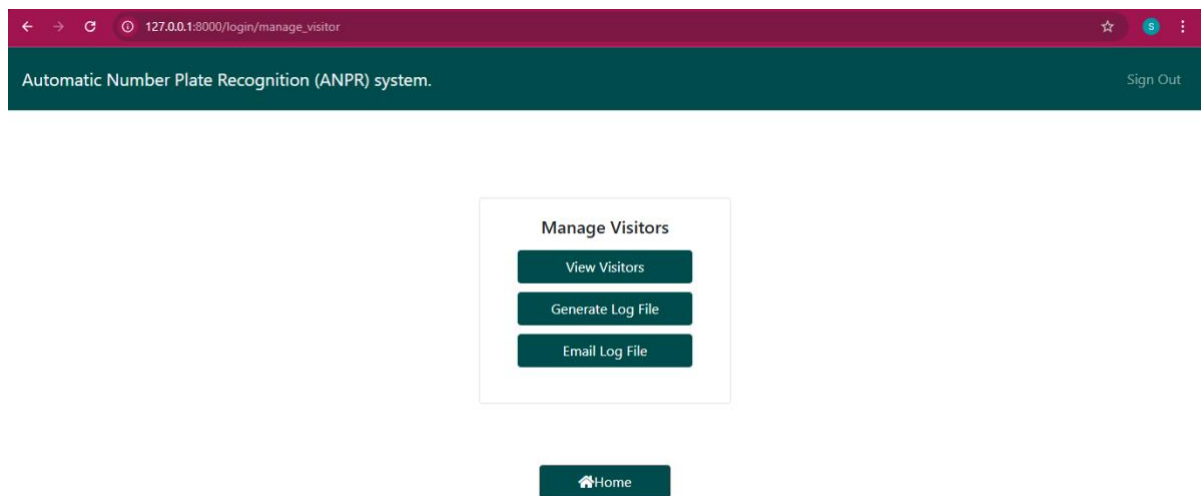 127.0.0.1:8000/login/manage_visitor
S
Automatic Number Plate Recognition (ANPR) system.
Sign Out
Manage Visitors
View Visitors
Generate Log File
Email Log File
Home